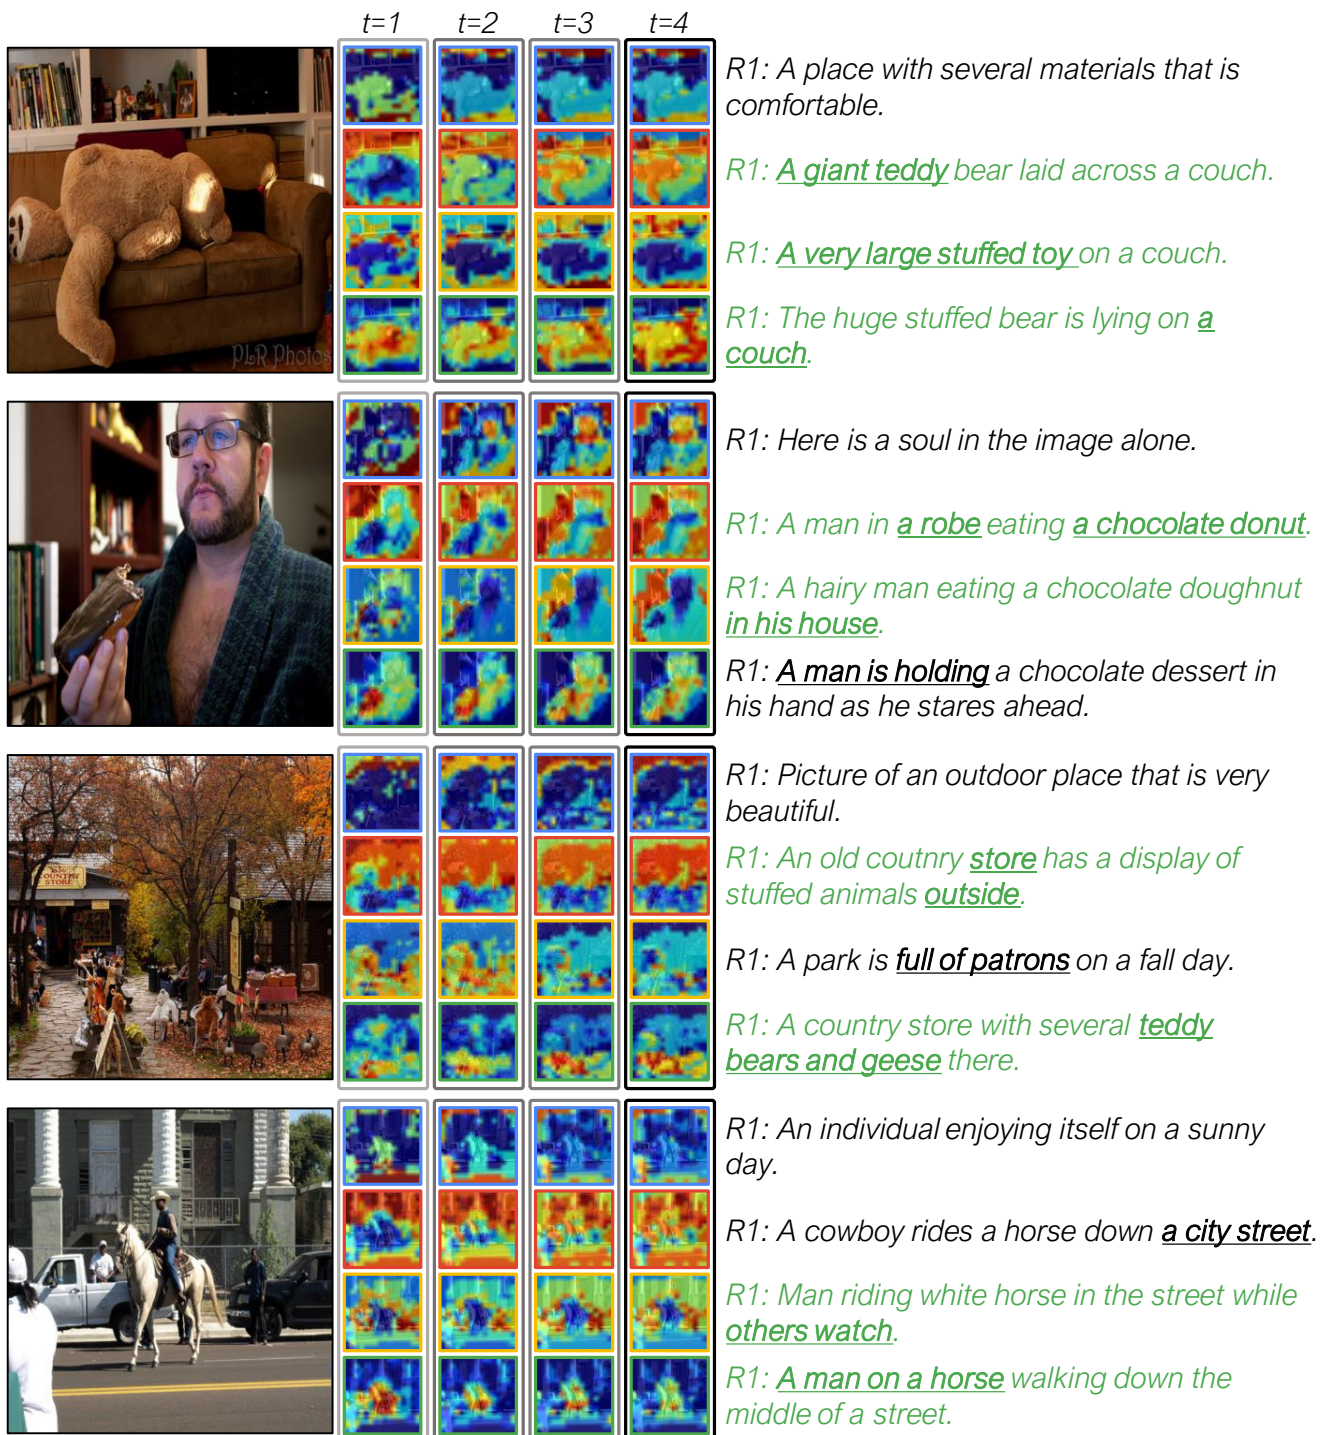 t=1 t=2 t=3 t=4
R1: A place with several materials that is
comfortable.
R1: A giant teddy bear laid across a couch.
R1: A very large stuffed toy on a couch.
R1: The huge stuffed bear is lying on a
couch.
PLR Photos
R1: Here is a soul in the image alone.
R1: A man in a robe eating a chocolate donut.
R1: A hairy man eating a chocolate doughnut
in his house.
R1: A man is holding a chocolate dessert in
his hand as he stares ahead.
R1: Picture of an outdoor place that is very
beautiful.
R1: An old coutnry store has a display of
stuffed animals outside.
COUNTRY
STORE
R1: A park is full of patrons on a fall day.
R1: A country store with several teddy
bears and geese there.
R1: An individual enjoying itself on a sunny
day.
R1: A cowboy rides a horse down a city street.
R1: Man riding white horse in the street while
others watch.
R1: A man on a horse walking down the
middle of a street.